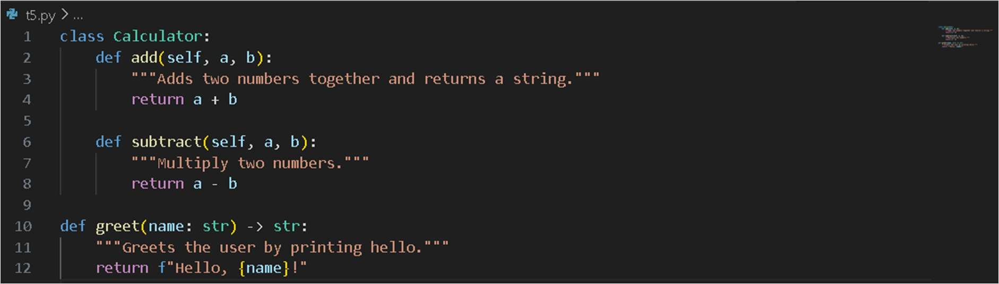 t5.py > ...
1 class Calculator:
2     def add(self, a, b):
3         """Adds two numbers together and returns a string."""
4         return a + b
5
6     def subtract(self, a, b):
7         """Multiply two numbers."""
8         return a - b
9
10 def greet(name: str) -> str:
11     """Greets the user by printing hello."""
12     return f"Hello, {name}!"